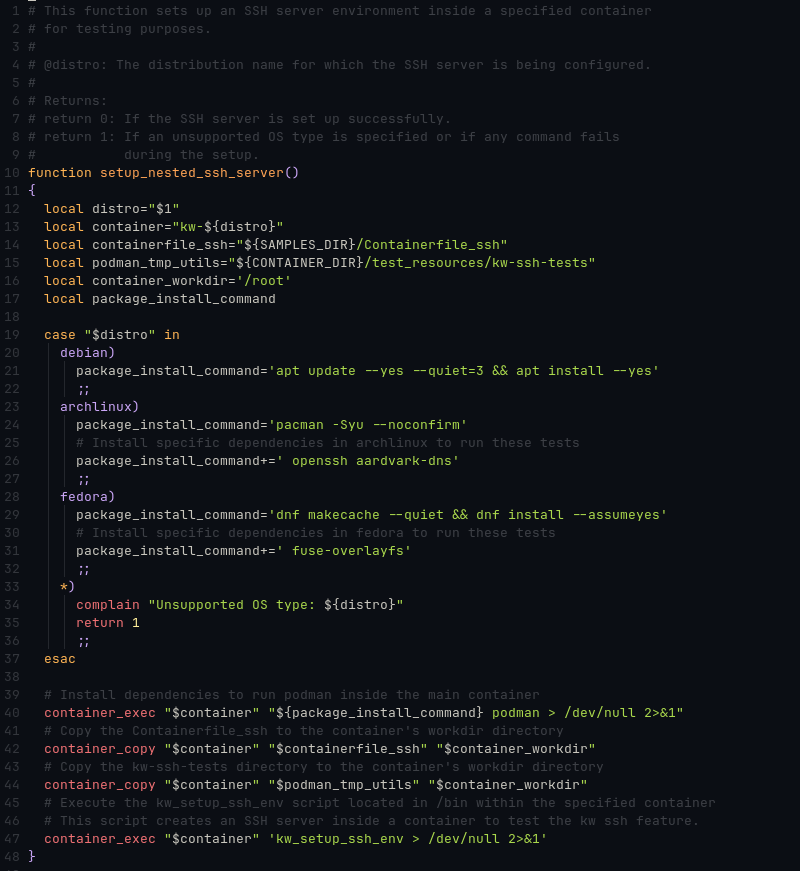 1 # This function sets up an SSH server environment inside a specified container
2 # for testing purposes.
3 #
4 # @distro: The distribution name for which the SSH server is being configured.
5 #
6 # Returns:
7 # return 0: If the SSH server is set up successfully.
8 # return 1: If an unsupported OS type is specified or if any command fails
9 #           during the setup.
10 function setup_nested_ssh_server()
11 {
12   local distro="$1"
13   local container="kw-${distro}"
14   local containerfile_ssh="${SAMPLES_DIR}/Containerfile_ssh"
15   local podman_tmp_utils="${CONTAINER_DIR}/test_resources/kw-ssh-tests"
16   local container_workdir='/root'
17   local package_install_command
18
19   case "$distro" in
20     debian)
21       package_install_command='apt update --yes --quiet=3 && apt install --yes'
22       ;;
23     archlinux)
24       package_install_command='pacman -Syu --noconfirm'
25       # Install specific dependencies in archlinux to run these tests
26       package_install_command+=' openssh aardvark-dns'
27       ;;
28     fedora)
29       package_install_command='dnf makecache --quiet && dnf install --assumeyes'
30       # Install specific dependencies in fedora to run these tests
31       package_install_command+=' fuse-overlayfs'
32       ;;
33     *)
34       complain "Unsupported OS type: ${distro}"
35       return 1
36       ;;
37   esac
38
39   # Install dependencies to run podman inside the main container
40   container_exec "$container" "${package_install_command} podman > /dev/null 2>&1"
41   # Copy the Containerfile_ssh to the container's workdir directory
42   container_copy "$container" "$containerfile_ssh" "$container_workdir"
43   # Copy the kw-ssh-tests directory to the container's workdir directory
44   container_copy "$container" "$podman_tmp_utils" "$container_workdir"
45   # Execute the kw_setup_ssh_env script located in /bin within the specified container
46   # This script creates an SSH server inside a container to test the kw ssh feature.
47   container_exec "$container" 'kw_setup_ssh_env > /dev/null 2>&1'
48 }